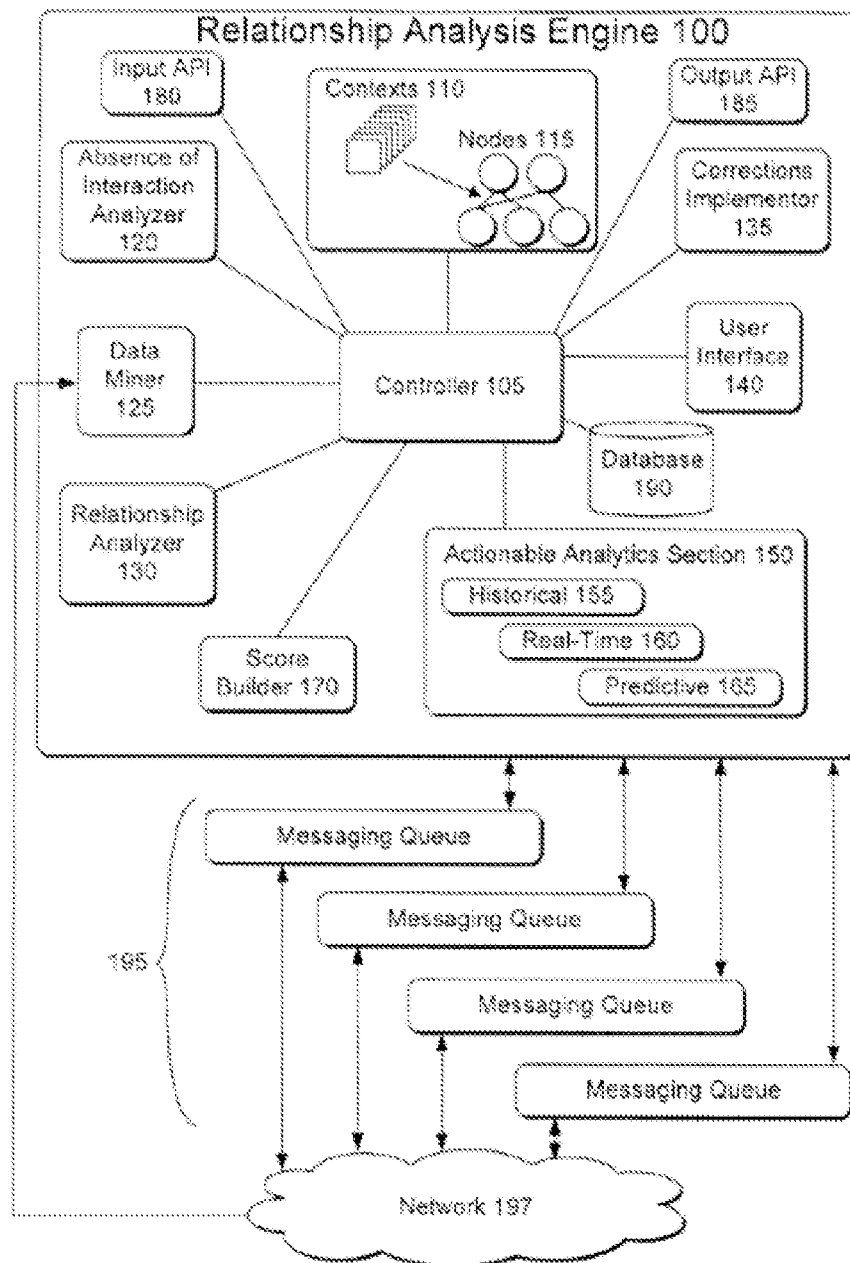 Relationship Analysis Engine 100
Input API
180
Contexts 110
Nodes 115
Output API
185
Absence of
Interaction
Analyzer
120
Corrections
Implementor
135
Data
Miner
125
Controller 105
User
Interface
140
Database
190
Relationship
Analyzer
130
Score
Builder 170
Actionable Analytics Section 150
Historical 155
Real-Time 160
Predictive 165
Messaging Queue
Messaging Queue
195
Messaging Queue
Messaging Queue
Network 197